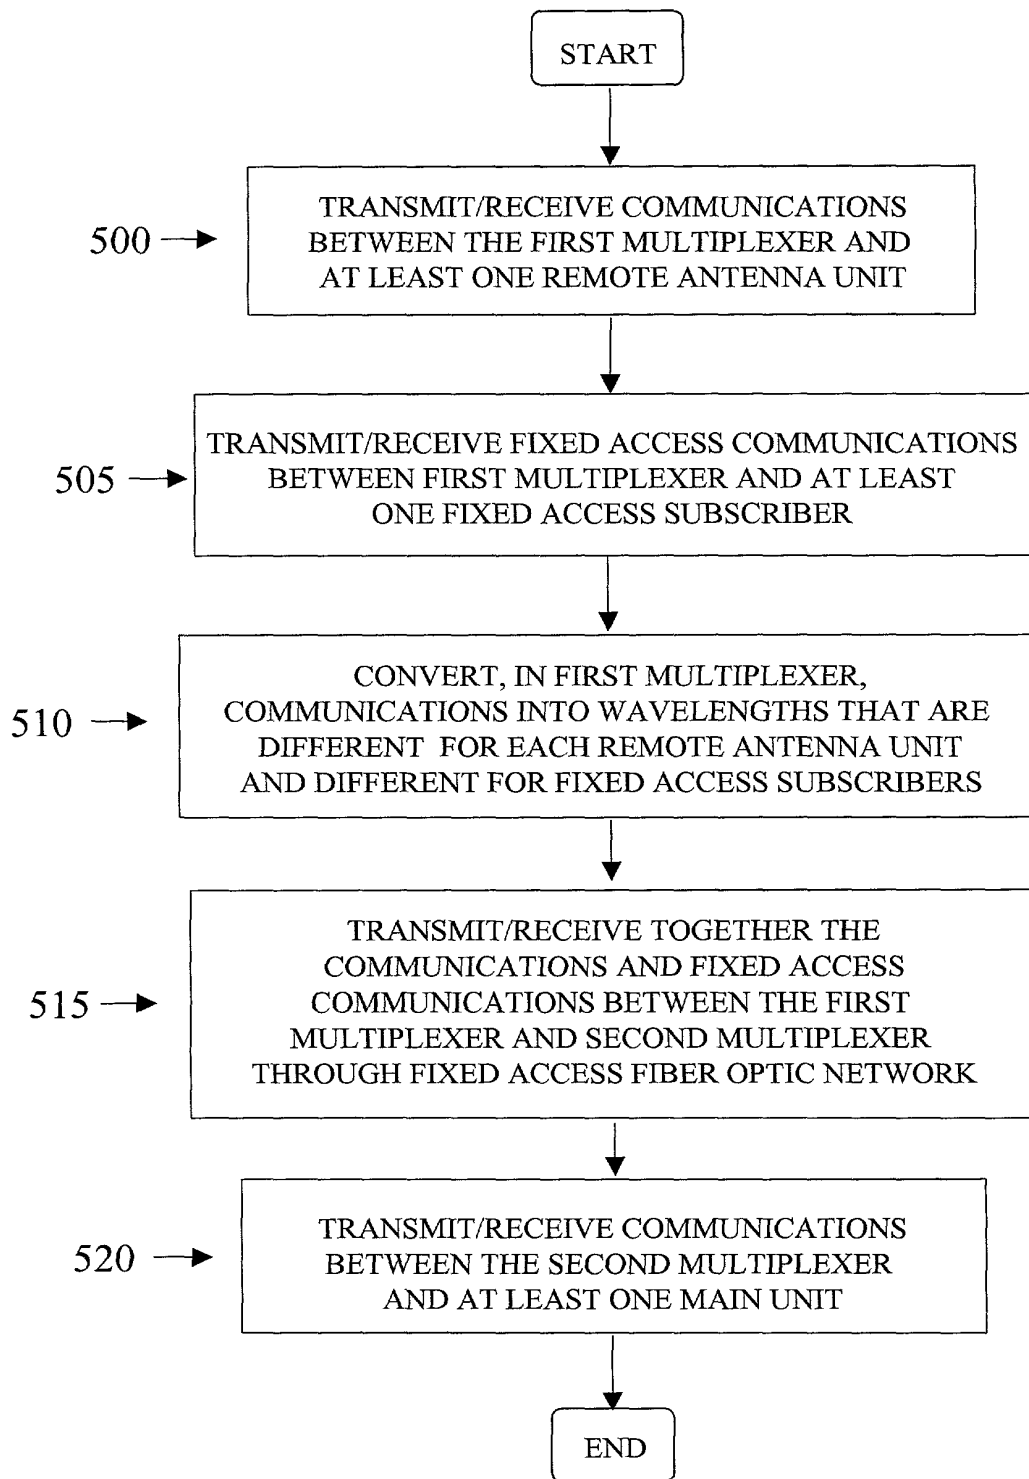 START
500
TRANSMIT/RECEIVE COMMUNICATIONS
BETWEEN THE FIRST MULTIPLEXER AND
AT LEAST ONE REMOTE ANTENNA UNIT
505
TRANSMIT/RECEIVE FIXED ACCESS COMMUNICATIONS
BETWEEN FIRST MULTIPLEXER AND AT LEAST
ONE FIXED ACCESS SUBSCRIBER
510
CONVERT, IN FIRST MULTIPLEXER,
COMMUNICATIONS INTO WAVELENGTHS THAT ARE
DIFFERENT FOR EACH REMOTE ANTENNA UNIT
AND DIFFERENT FOR FIXED ACCESS SUBSCRIBERS
515
TRANSMIT/RECEIVE TOGETHER THE
COMMUNICATIONS AND FIXED ACCESS
COMMUNICATIONS BETWEEN THE FIRST
MULTIPLEXER AND SECOND MULTIPLEXER
THROUGH FIXED ACCESS FIBER OPTIC NETWORK
520
TRANSMIT/RECEIVE COMMUNICATIONS
BETWEEN THE SECOND MULTIPLEXER
AND AT LEAST ONE MAIN UNIT
END